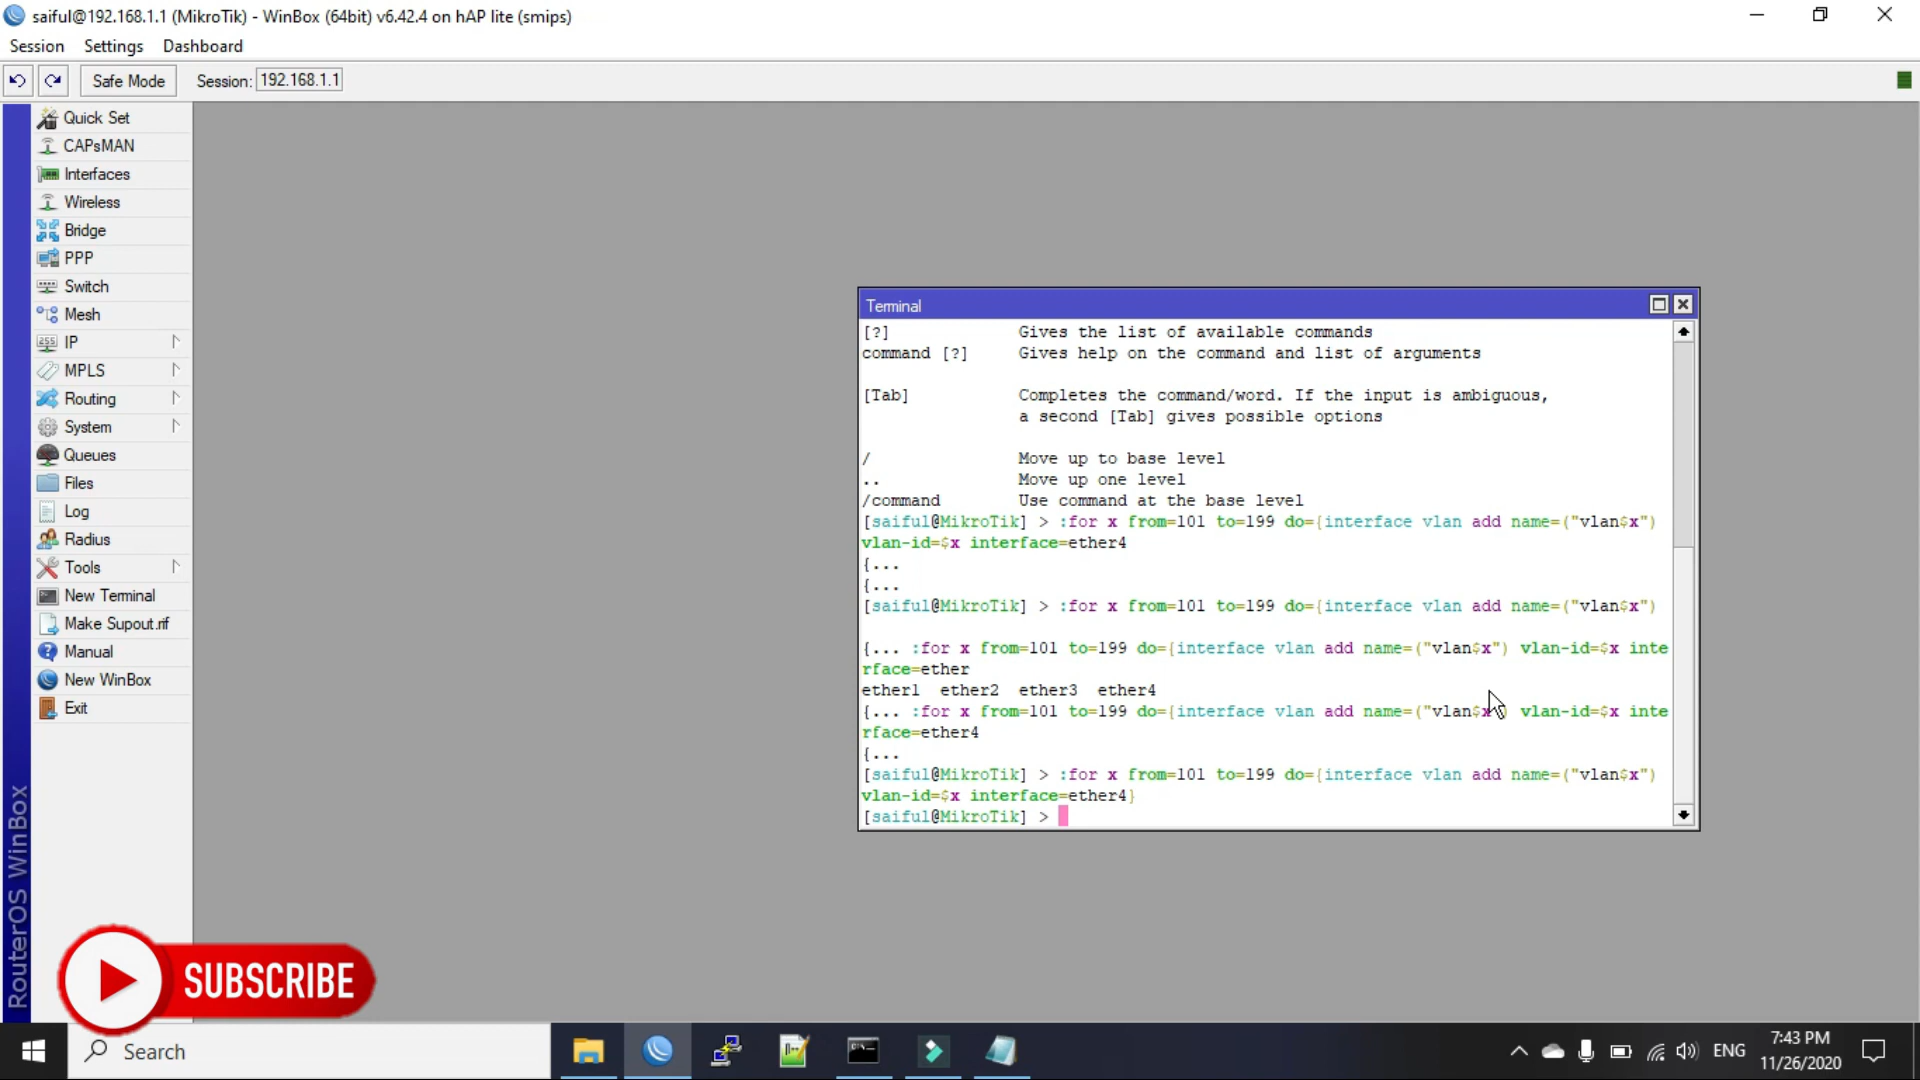 saiful@192.168.1.1 (MikroTik) - WinBox (64bit) v6.42.4 on hAP lite (smips)
Session Settings Dashboard
Safe Mode Session: 192.168.1.1
Quick Set
CAPsMAN
Interfaces
Wireless
Bridge
PPP
Switch
Mesh
IP
MPLS
Routing
System
Queues
Files
Log
Radius
Tools
New Terminal
Make Supout.rif
Manual
New WinBox
Exit
RouterOS WinBox
Terminal
[?] Gives the list of available commands
command [?] Gives help on the command and list of arguments
[Tab] Completes the command/word. If the input is ambiguous,
a second [Tab] gives possible options
/ Move up to base level
.. Move up one level
/command Use command at the base level
[saiful@MikroTik] > :for x from=101 to=199 do={interface vlan add name=("vlan$x")
vlan-id=$x interface=ether4
{...
{...
[saiful@MikroTik] > :for x from=101 to=199 do={interface vlan add name=("vlan$x")
{... :for x from=101 to=199 do={interface vlan add name=("vlan$x") vlan-id=$x inte
rface=ether
ether1 ether2 ether3 ether4
{... :for x from=101 to=199 do={interface vlan add name=("vlan$x") vlan-id=$x inte
rface=ether4
{...
[saiful@MikroTik] > :for x from=101 to=199 do={interface vlan add name=("vlan$x")
vlan-id=$x interface=ether4}
[saiful@MikroTik] >
SUBSCRIBE
Search
ENG
7:43 PM
11/26/2020